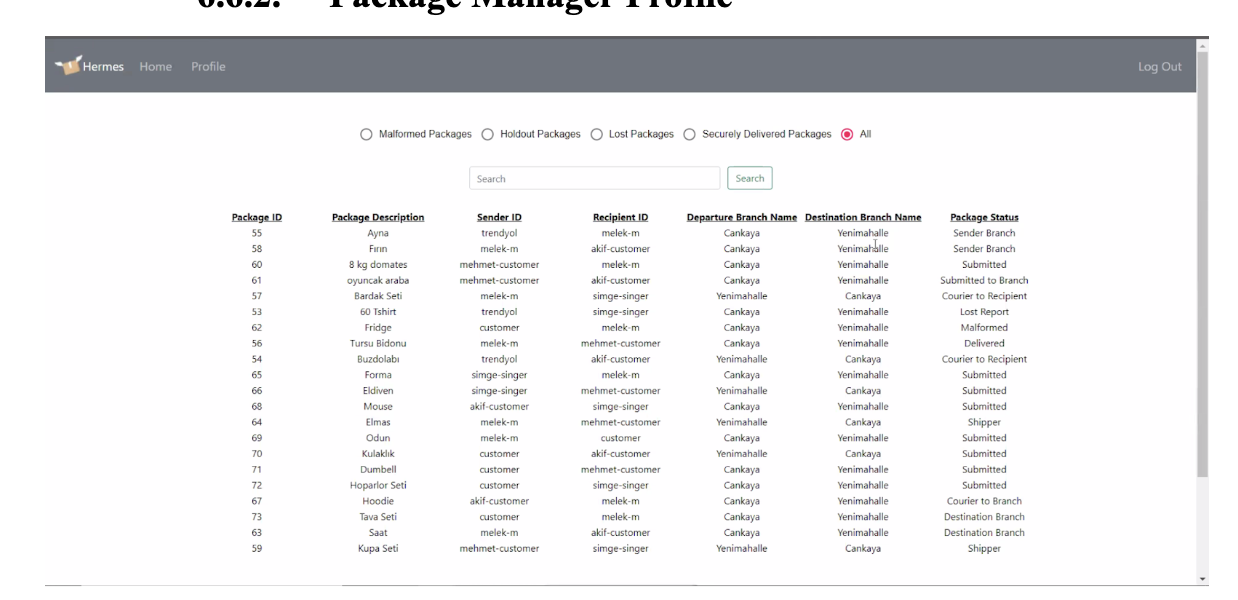 6.6.2. Package Manager Profile
Hermes Home Profile Log Out
Malformed Packages Holdout Packages Lost Packages Securely Delivered Packages All
Search Search
Package ID Package Description Sender ID Recipient ID Departure Branch Name Destination Branch Name Package Status
55 Ayna trendyol melek-m Cankaya Yenimahalle Sender Branch
58 Fırın melek-m akif-customer Cankaya Yenimahalle Sender Branch
60 8 kg domates mehmet-customer melek-m Cankaya Yenimahalle Submitted
61 oyuncak araba mehmet-customer akif-customer Cankaya Yenimahalle Submitted to Branch
57 Bardak Seti melek-m simge-singer Yenimahalle Cankaya Courier to Recipient
53 60 Tshirt trendyol simge-singer Cankaya Yenimahalle Lost Report
62 Fridge customer melek-m Cankaya Yenimahalle Malformed
56 Tursu Bidonu melek-m mehmet-customer Cankaya Yenimahalle Delivered
54 Buzdolabı trendyol akif-customer Yenimahalle Cankaya Courier to Recipient
65 Forma simge-singer melek-m Cankaya Yenimahalle Submitted
66 Eldiven simge-singer mehmet-customer Yenimahalle Cankaya Submitted
68 Mouse akif-customer simge-singer Cankaya Yenimahalle Submitted
64 Elmas melek-m mehmet-customer Yenimahalle Cankaya Shipper
69 Odun melek-m customer Cankaya Yenimahalle Submitted
70 Kulaklık customer akif-customer Yenimahalle Cankaya Submitted
71 Dumbell customer mehmet-customer Cankaya Yenimahalle Submitted
72 Hoparlor Seti customer simge-singer Cankaya Yenimahalle Submitted
67 Hoodie akif-customer melek-m Cankaya Yenimahalle Courier to Branch
73 Tava Seti customer melek-m Cankaya Yenimahalle Destination Branch
63 Saat melek-m akif-customer Cankaya Yenimahalle Destination Branch
59 Kupa Seti mehmet-customer simge-singer Yenimahalle Cankaya Shipper